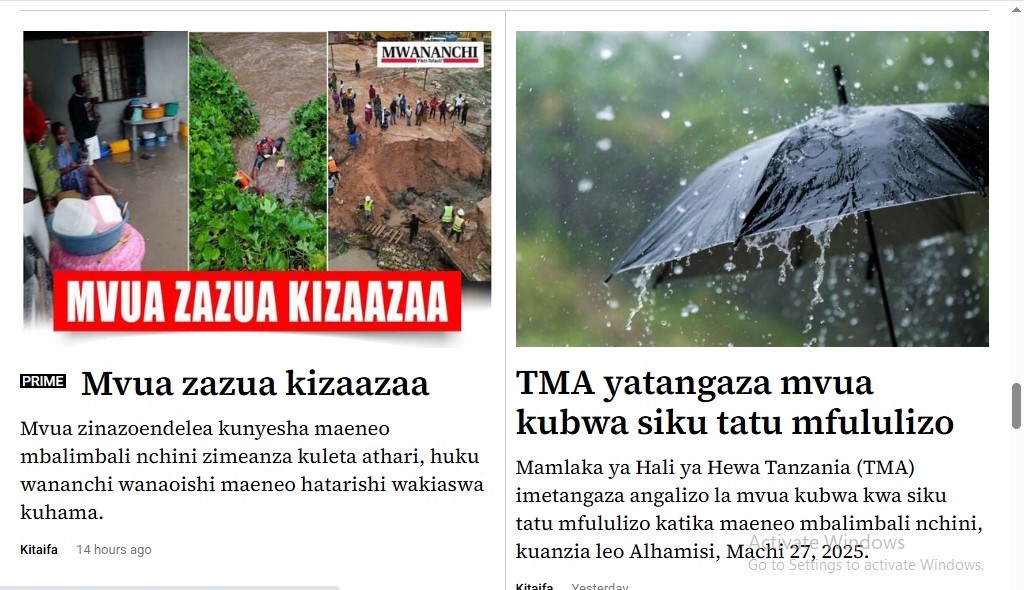 MWANANCHI
MVUA ZAZUA KIZAAZAA
PRIME Mvua zazua kizaazaa
Mvua zinazoendelea kunyesha maeneo
mbalimbali nchini zimeanza kuleta athari, huku
wananchi wanaoishi maeneo hatarishi wakiaswa
kuhama.
Kitaifa 14 hours ago
TMA yatangaza mvua
kubwa siku tatu mfululizo
Mamlaka ya Hali ya Hewa Tanzania (TMA)
imetangaza angalizo la mvua kubwa kwa siku
tatu mfululizo katika maeneo mbalimbali nchini,
kuanzia leo Alhamisi, Machi 27, 2025.
Kitaifa Yesterday
Activate Windows
Go to Settings to activate Windows.